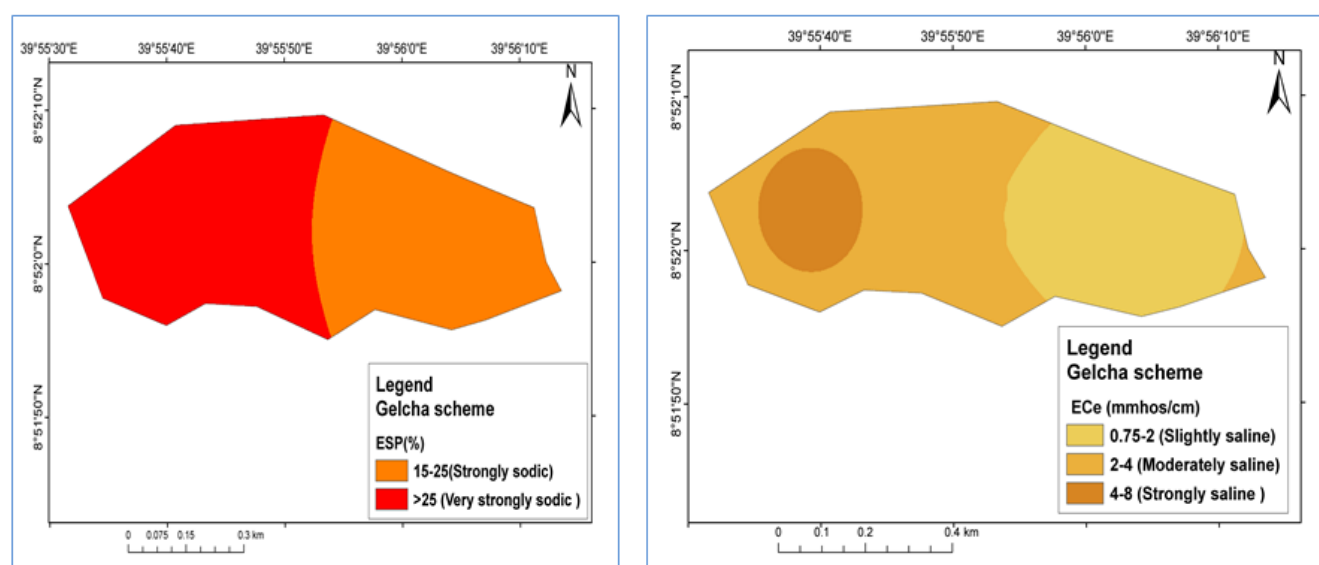 39°55'30"E 39°55'40"E 39°55'50"E 39°56'0"E 39°56'10"E
N
8°52'10"N
8°52'0"N
8°51'50"N
Legend
Gelcha scheme
ESP(%)
15-25(Strongly sodic)
>25 (Very strongly sodic )
0 0.075 0.15 0.3 km
39°55'40"E 39°55'50"E 39°56'0"E 39°56'10"E
N
8°52'10"N
8°52'0"N
8°51'50"N
Legend
Gelcha scheme
ECe (mmhos/cm)
0.75-2 (Slightly saline)
2-4 (Moderately saline)
4-8 (Strongly saline )
0 0.1 0.2 0.4 km